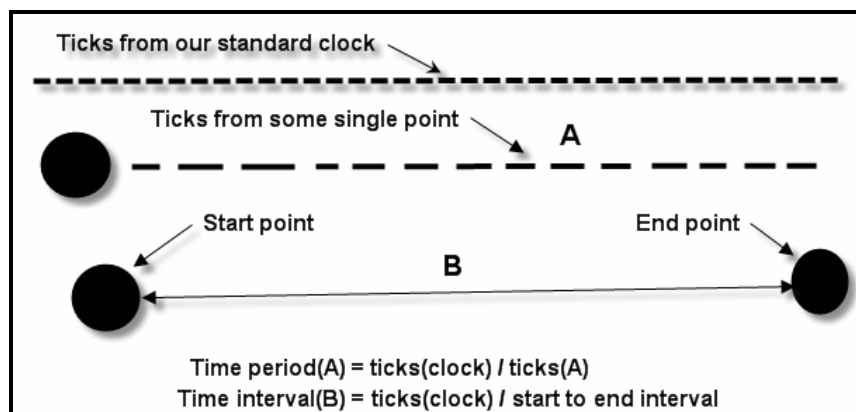 Ticks from our standard clock
Ticks from some single point
A
Start point
End point
B
Time period(A) = ticks(clock) / ticks(A)
Time interval(B) = ticks(clock) / start to end interval